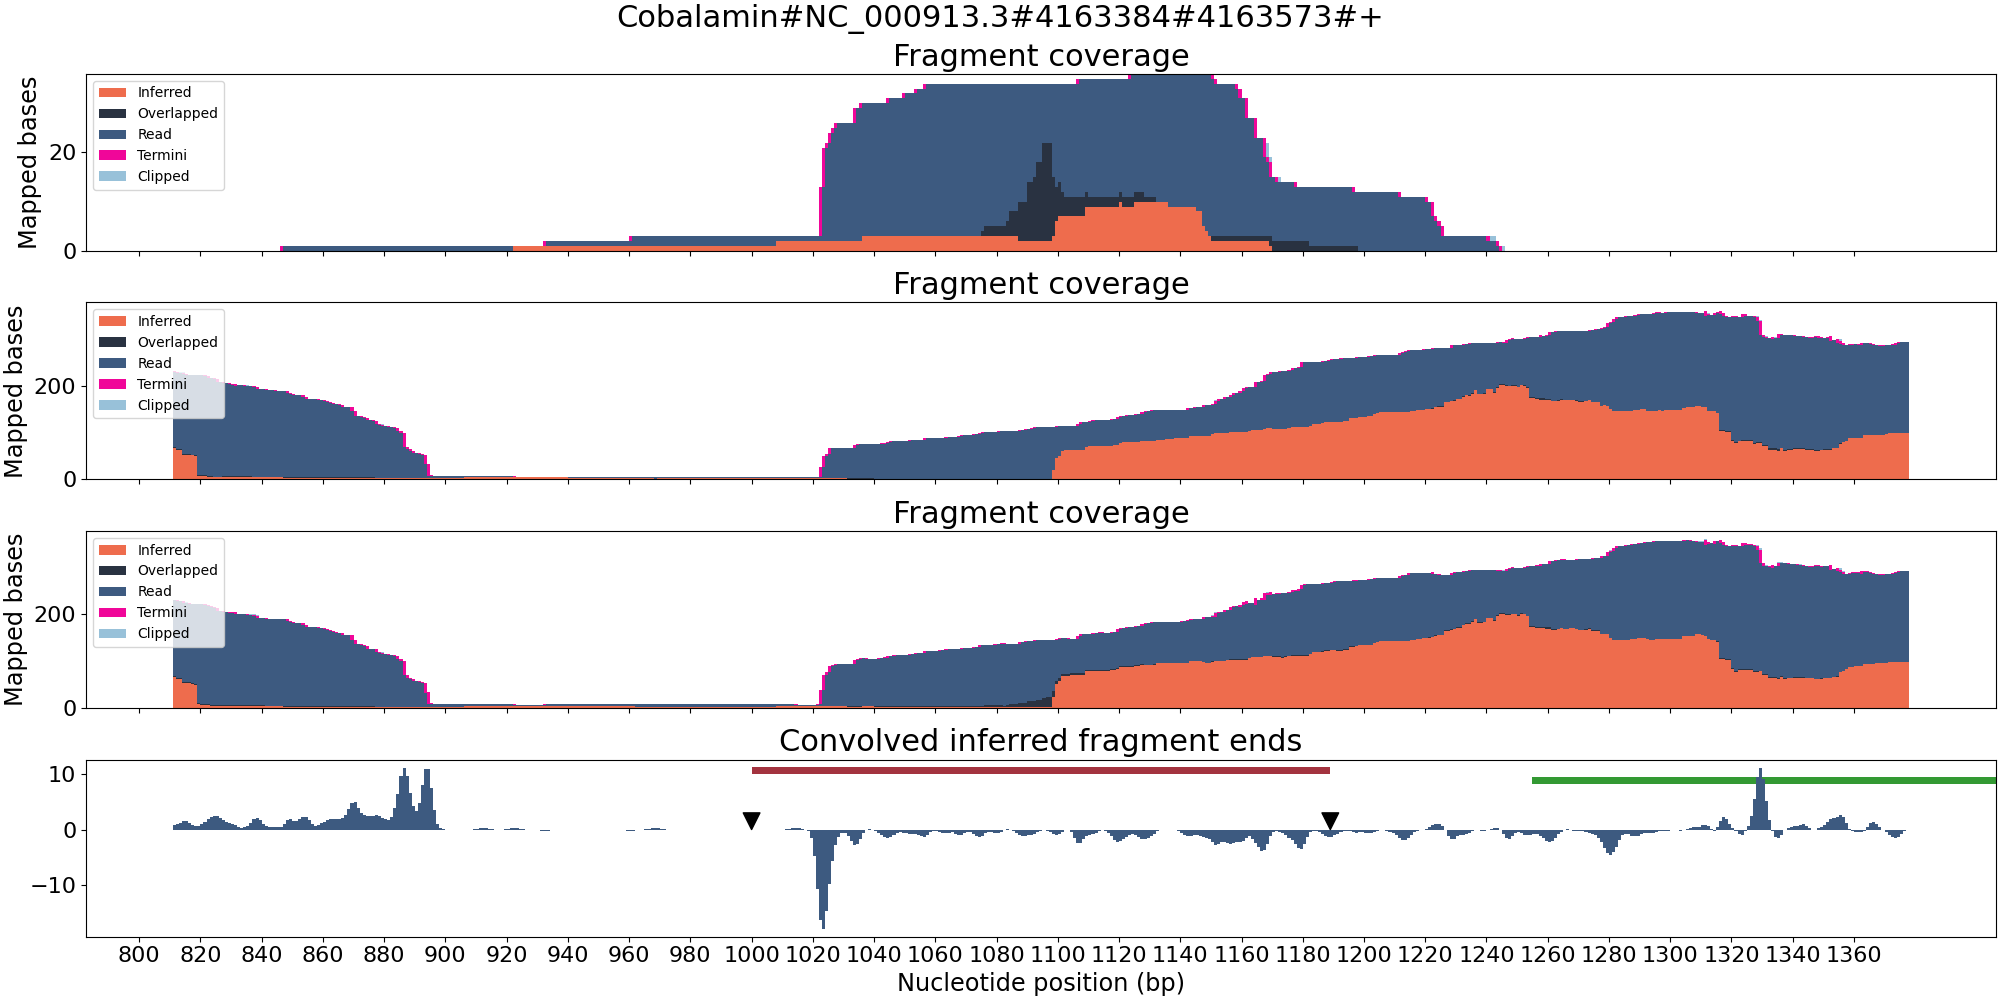 Cobalamin#NC_000913.3#4163384#4163573#+
Fragment coverage
Mapped bases
20
0
Inferred
Overlapped
Read
Termini
Clipped
Fragment coverage
Mapped bases
200
0
Inferred
Overlapped
Read
Termini
Clipped
Fragment coverage
Mapped bases
200
0
Inferred
Overlapped
Read
Termini
Clipped
Convolved inferred fragment ends
10
0
−10
800 820 840 860 880 900 920 940 960 980 1000 1020 1040 1060 1080 1100 1120 1140 1160 1180 1200 1220 1240 1260 1280 1300 1320 1340 1360
Nucleotide position (bp)